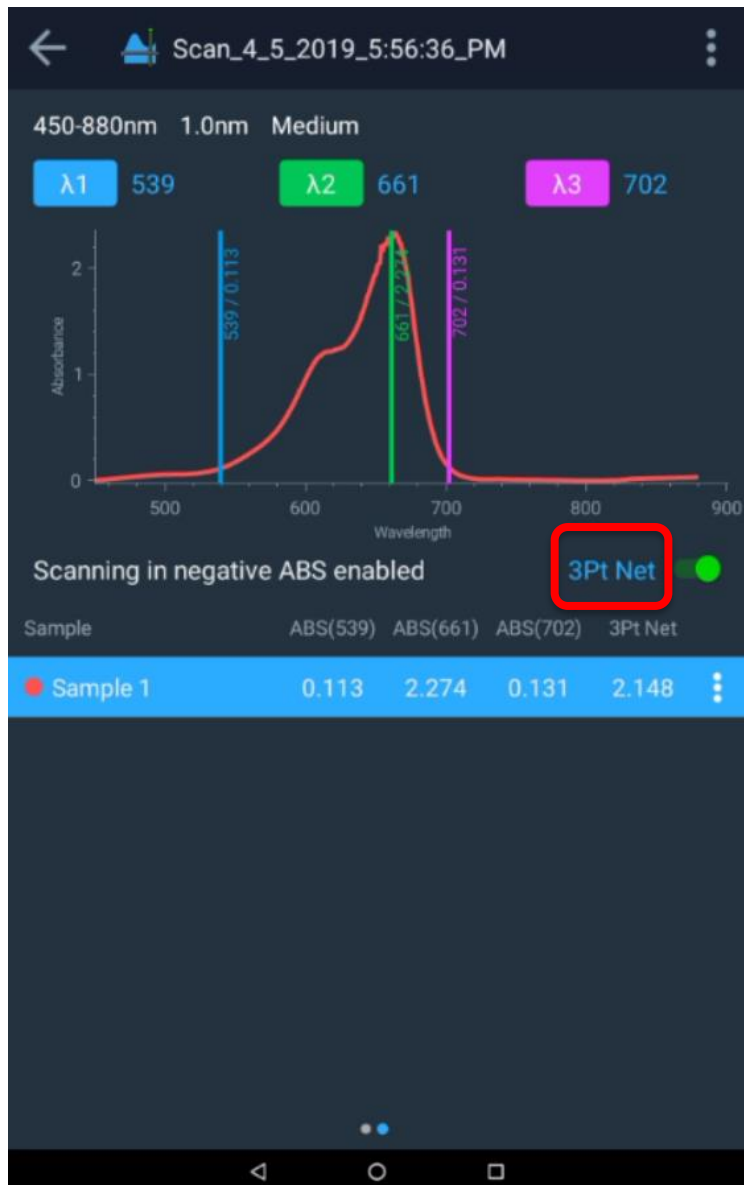 Scan_4_5_2019_5:56:36_PM
450-880nm 1.0nm Medium
λ1 539 λ2 661 λ3 702
2
1
0
Absorbance
539 / 0.113
661 / 2.274
702 / 0.131
500 600 700 800 900
Wavelength
Scanning in negative ABS enabled 3Pt Net
Sample ABS(539) ABS(661) ABS(702) 3Pt Net
Sample 1 0.113 2.274 0.131 2.148